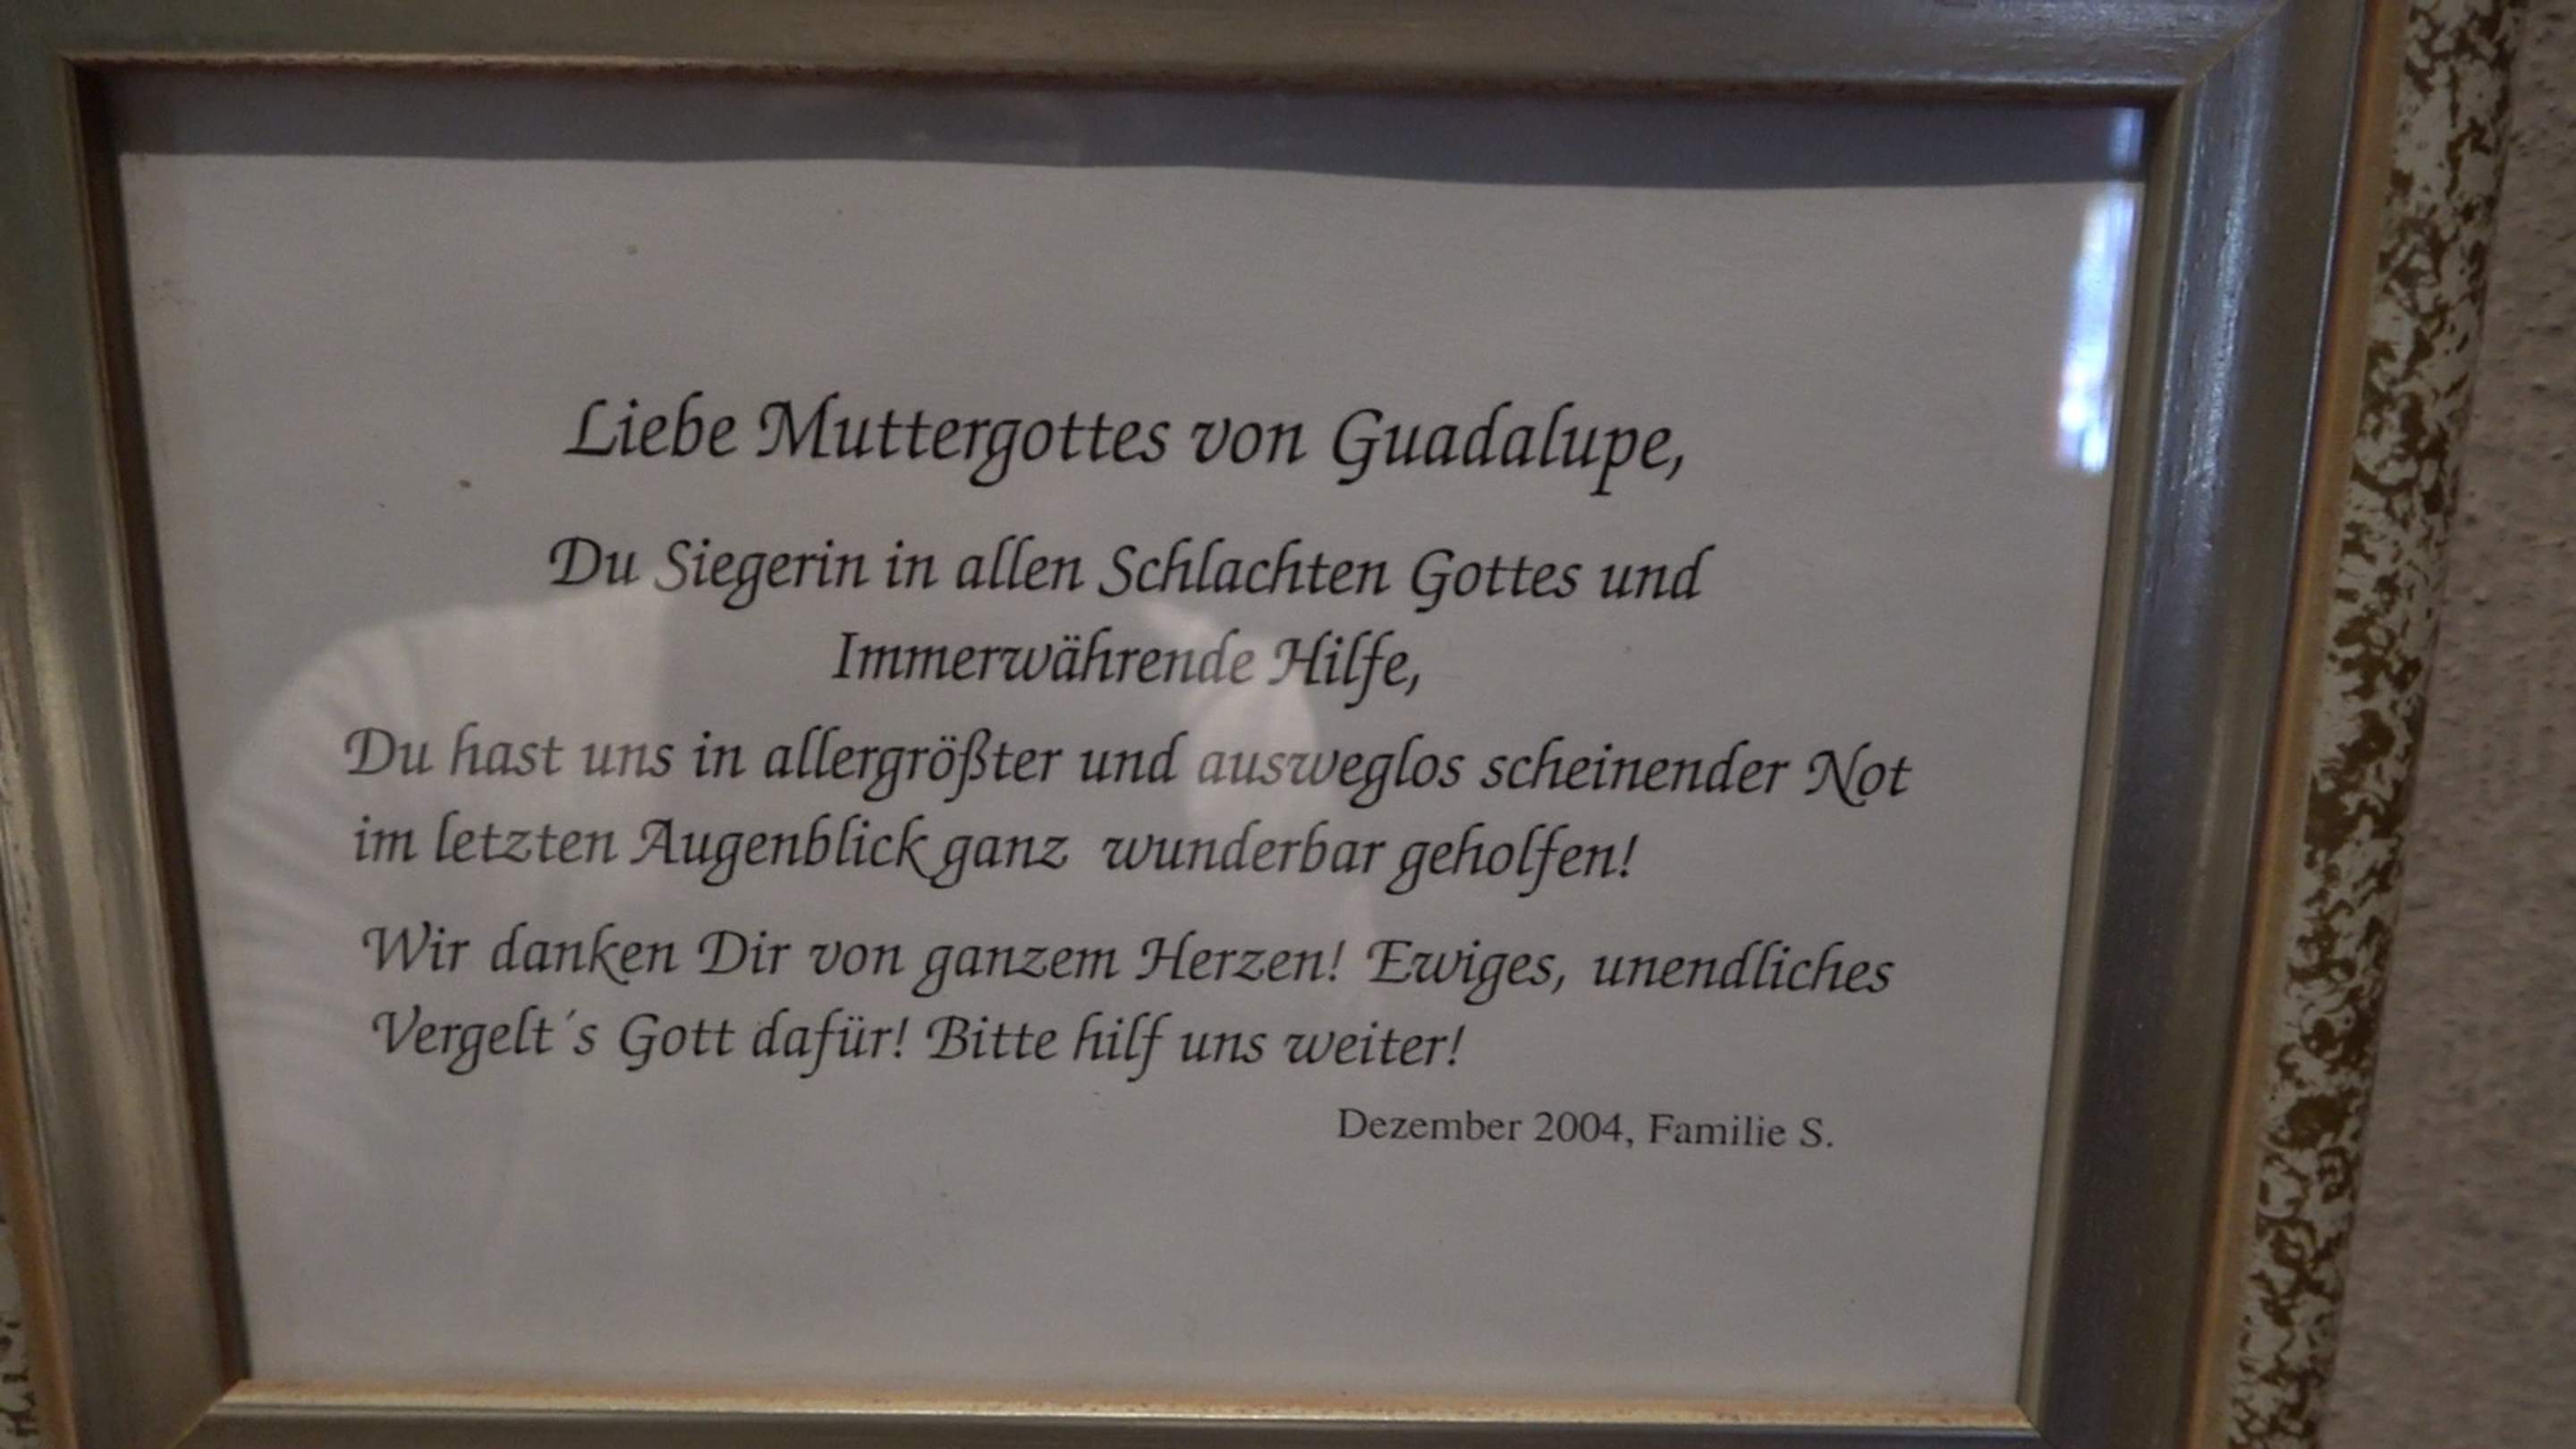 Liebe Muttergottes von Guadalupe,
Du Siegerin in allen Schlachten Gottes und
Immerwährende Hilfe,
Du hast uns in allergrößter und ausweglos scheinender Not
im letzten Augenblick ganz wunderbar geholfen!
Wir danken Dir von ganzem Herzen! Ewiges, unendliches
Vergelt´s Gott dafür! Bitte hilf uns weiter!
Dezember 2004, Familie S.